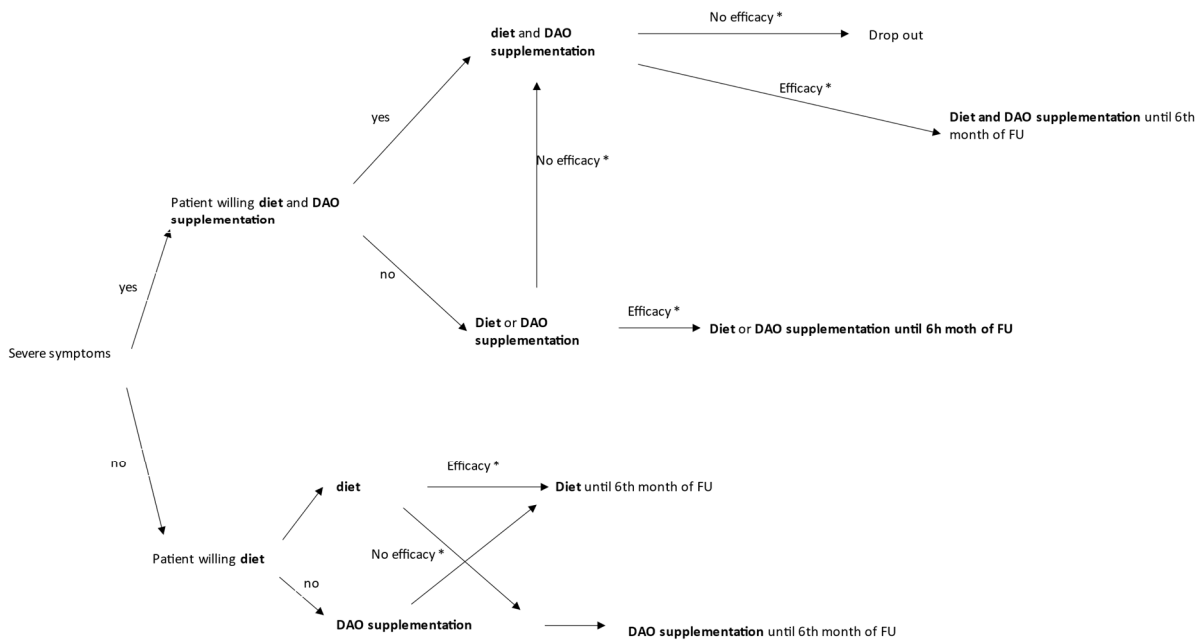 No efficacy *
diet and DAO
supplementation
Drop out
Efficacy *
yes
Diet and DAO supplementation until 6th
month of FU
No efficacy *
Patient willing diet and DAO
supplementation
no
yes
Efficacy *
Diet or DAO
supplementation
Diet or DAO supplementation until 6h moth of FU
Severe symptoms
no
Efficacy *
diet
Diet until 6th month of FU
No efficacy *
Patient willing diet
no
DAO supplementation
DAO supplementation until 6th month of FU